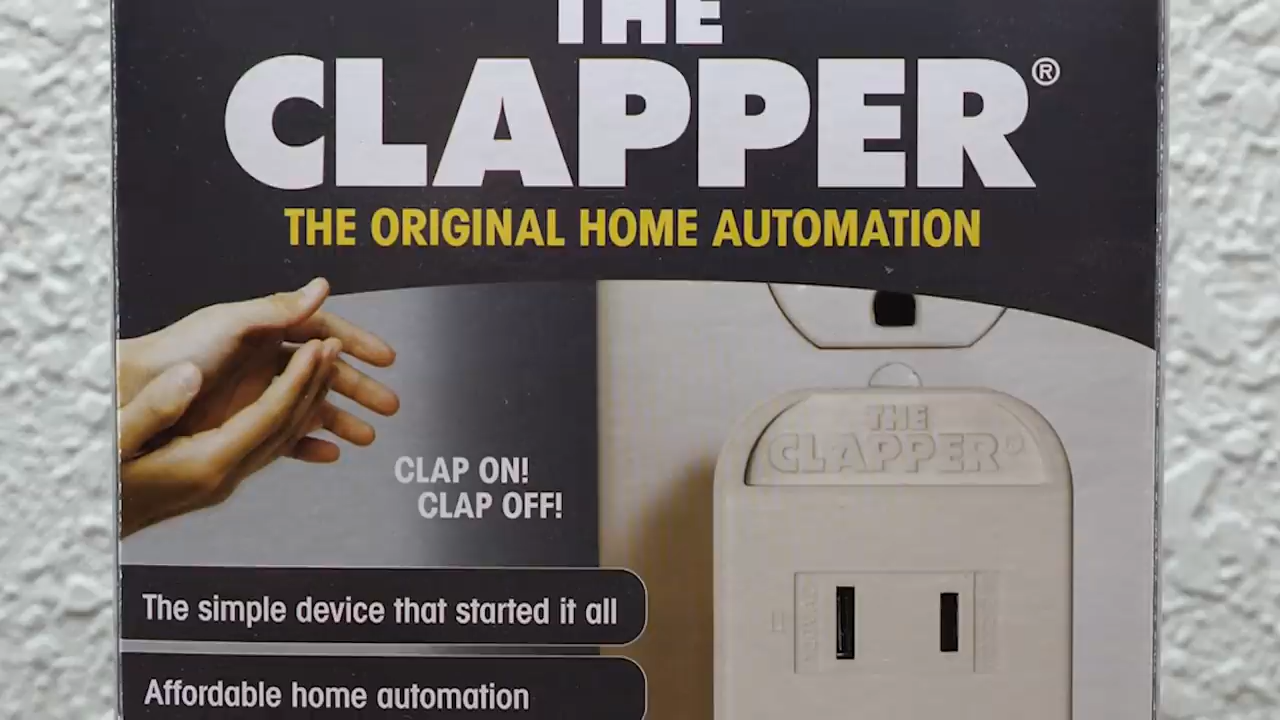 THE
CLAPPER®
THE ORIGINAL HOME AUTOMATION
THE
CLAPPER®
CLAP ON!
CLAP OFF!
The simple device that started it all
Affordable home automation